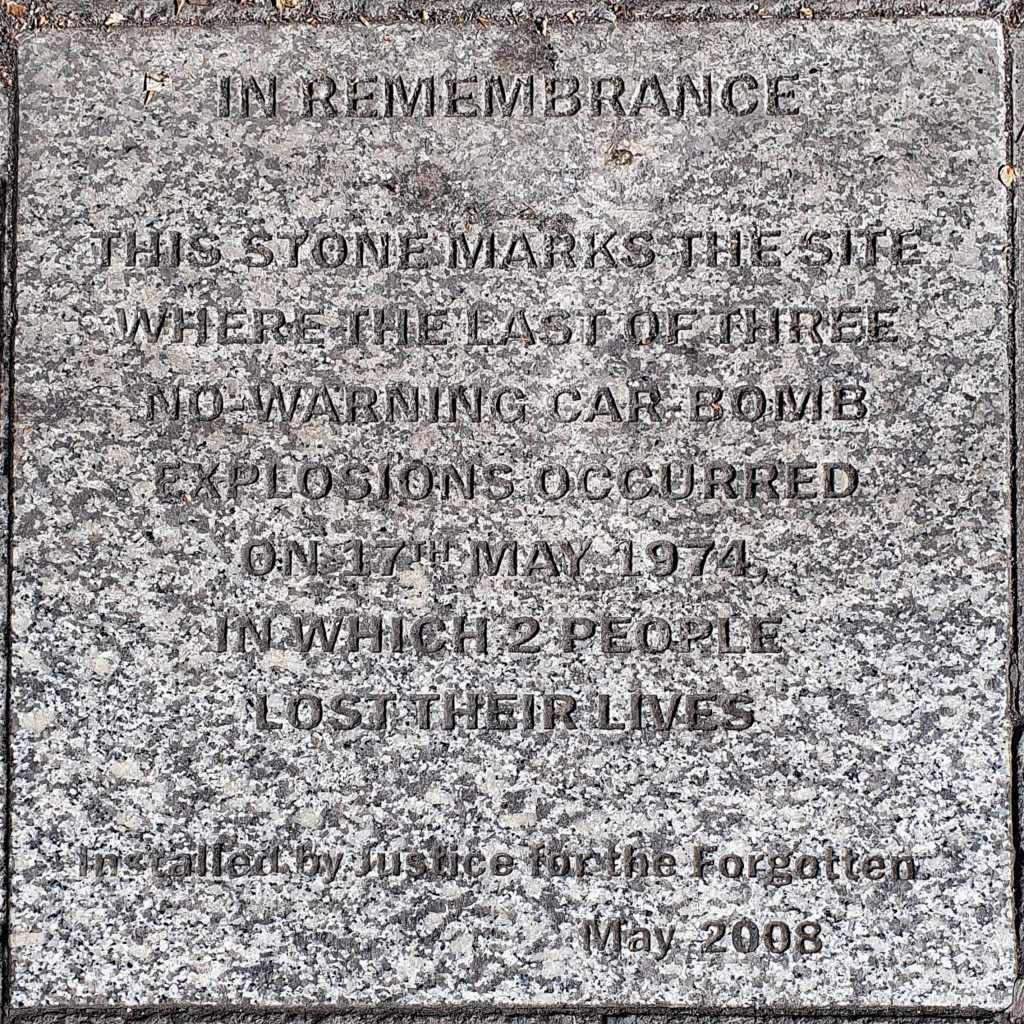 IN REMEMBRANCE
THIS STONE MARKS THE SITE
WHERE THE LAST OF THREE
NO-WARNING CAR-BOMB
EXPLOSIONS OCCURRED
ON 17TH MAY 1974,
IN WHICH 2 PEOPLE
LOST THEIR LIVES
Installed by Justice for the Forgotten
May 2008